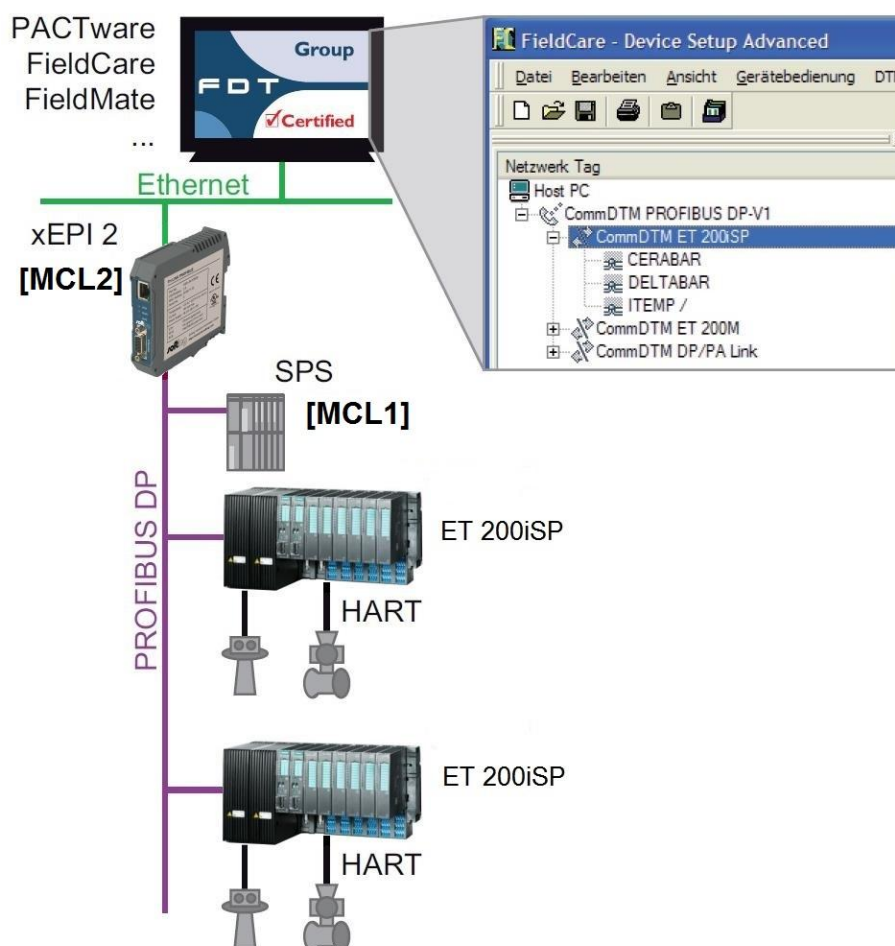 PACTware
FieldCare
FieldMate
...
Group
FDT
Certified
Ethernet
xEPI 2
[MCL2]
SPS
[MCL1]
PROFIBUS DP
ET 200iSP
HART
ET 200iSP
HART
FieldCare - Device Setup Advanced
Datei Bearbeiten Ansicht Gerätebedienung
Netzwerk Tag
Host PC
CommDTM PROFIBUS DP-V1
CommDTM ET 200iSP
CERABAR
DELTABAR
ITEMP /
CommDTM ET 200M
CommDTM DP/PA Link